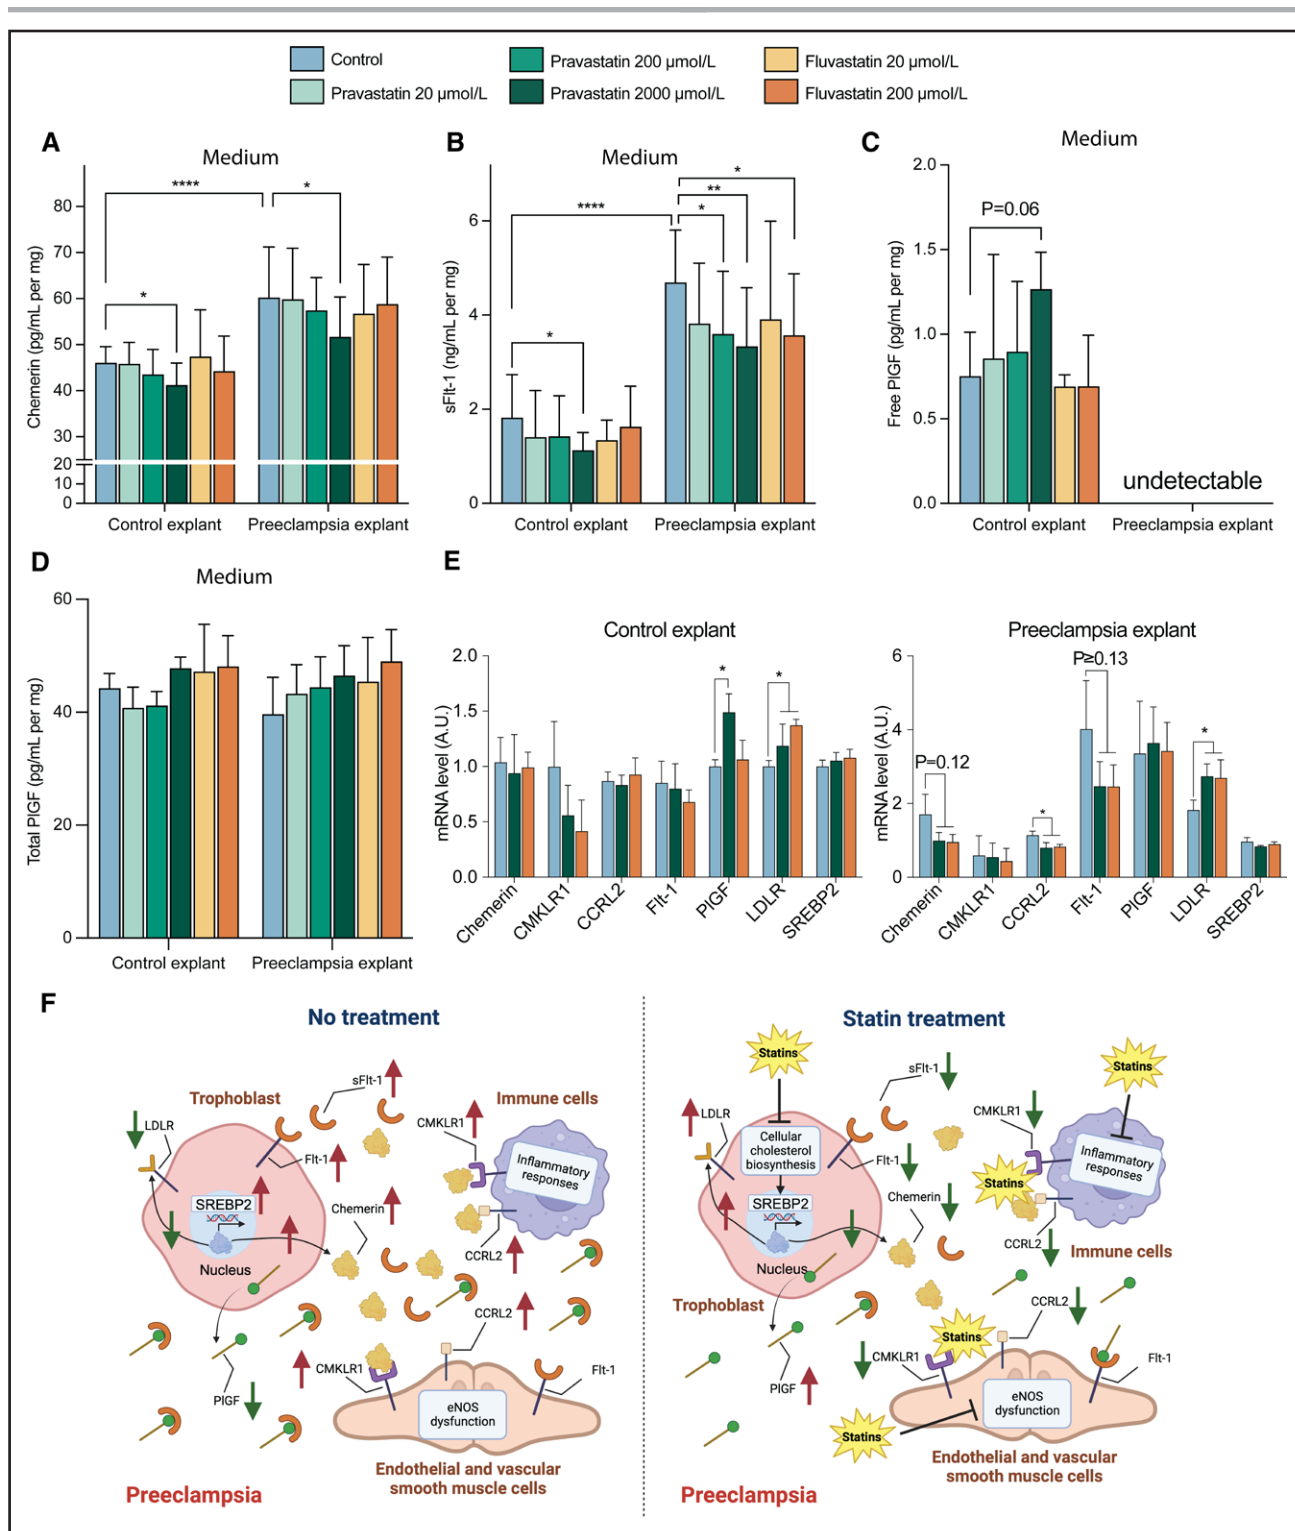 Control
Pravastatin 20 µmol/L
Pravastatin 200 µmol/L
Pravastatin 2000 µmol/L
Fluvastatin 20 µmol/L
Fluvastatin 200 µmol/L
A
Medium
****
*
*
Chemerin (pg/mL per mg)
80
70
60
50
40
30
20
10
0
Control explant
Preeclampsia explant
B
Medium
****
*
**
*
*
sFlt-1 (ng/mL per mg)
6
4
2
0
Control explant
Preeclampsia explant
C
Medium
P=0.06
Free PlGF (pg/mL per mg)
2.0
1.5
1.0
0.5
0.0
undetectable
Control explant
Preeclampsia explant
D
Medium
Total PlGF (pg/mL per mg)
60
40
20
0
Control explant
Preeclampsia explant
E
Control explant
mRNA level (A.U.)
2.0
1.5
1.0
0.5
0.0
*
*
Chemerin
CMKLR1
CCRL2
Flt-1
PlGF
LDLR
SREBP2
Preeclampsia explant
mRNA level (A.U.)
6
4
2
0
P=0.12
*
P≥0.13
*
Chemerin
CMKLR1
CCRL2
Flt-1
PlGF
LDLR
SREBP2
F
No treatment
Trophoblast
sFlt-1
LDLR
CMKLR1
Immune cells
Flt-1
Inflammatory
responses
SREBP2
Chemerin
Nucleus
CCRL2
CCRL2
CMKLR1
Flt-1
PlGF
eNOS
dysfunction
Endothelial and vascular
smooth muscle cells
Preeclampsia
Statin treatment
Statins
sFlt-1
Statins
LDLR
CMKLR1
Cellular
cholesterol
biosynthesis
Flt-1
Inflammatory
responses
Statins
SREBP2
Chemerin
CCRL2
Immune cells
Nucleus
Trophoblast
CCRL2
Statins
CMKLR1
Flt-1
PlGF
eNOS
dysfunction
Statins
Endothelial and vascular
smooth muscle cells
Preeclampsia